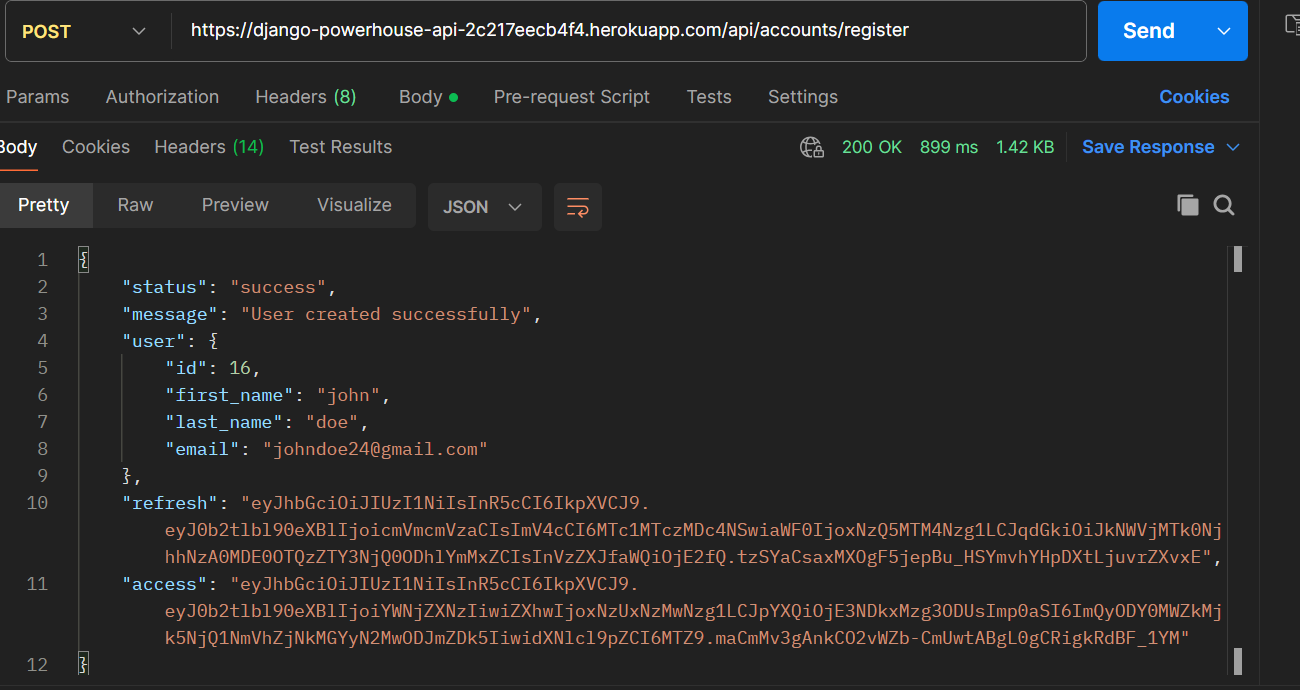 POST https://django-powerhouse-api-2c217eecb4f4.herokuapp.com/api/accounts/register Send
Params Authorization Headers (8) Body Pre-request Script Tests Settings Cookies
Body Cookies Headers (14) Test Results 200 OK 899 ms 1.42 KB Save Response
Pretty Raw Preview Visualize JSON
1 {
2 "status": "success",
3 "message": "User created successfully",
4 "user": {
5 "id": 16,
6 "first_name": "john",
7 "last_name": "doe",
8 "email": "johndoe24@gmail.com"
9 },
10 "refresh": "eyJhbGciOiJIUzI1NiIsInR5cCI6IkpXVCJ9.
eyJ0b2tlbl90eXBlIjoicmVmcmVzaCIsImV4cCI6MTc1MTczMDc4NSwiaWF0IjoxNzQ5MTM4Nzg1LCJqdGkiOiJkNWVjMTk0Nj
hhNzA0MDE0OTQzZTY3NjQ0ODhlYmMxZCIsInVzZXJfaWQiOjE2fQ.tzSYaCsaxMXOgF5jepBu_HSYmvhYHpDXtLjuvrZXvxE",
11 "access": "eyJhbGciOiJIUzI1NiIsInR5cCI6IkpXVCJ9.
eyJ0b2tlbl90eXBlIjoiYWNjZXNzIiwiZXhwIjoxNzUxNzMwNzg1LCJpYXQiOjE3NDkxMzg3ODUsImp0aSI6ImQyODY0MWZkMj
k5NjQ1NmVhZjNkMGYyN2MwODJmZDk5IiwidXNlcl9pZCI6MTZ9.maCmMv3gAnkCO2vWZb-CmUwtABgL0gCRigkRdBF_1YM"
12 }